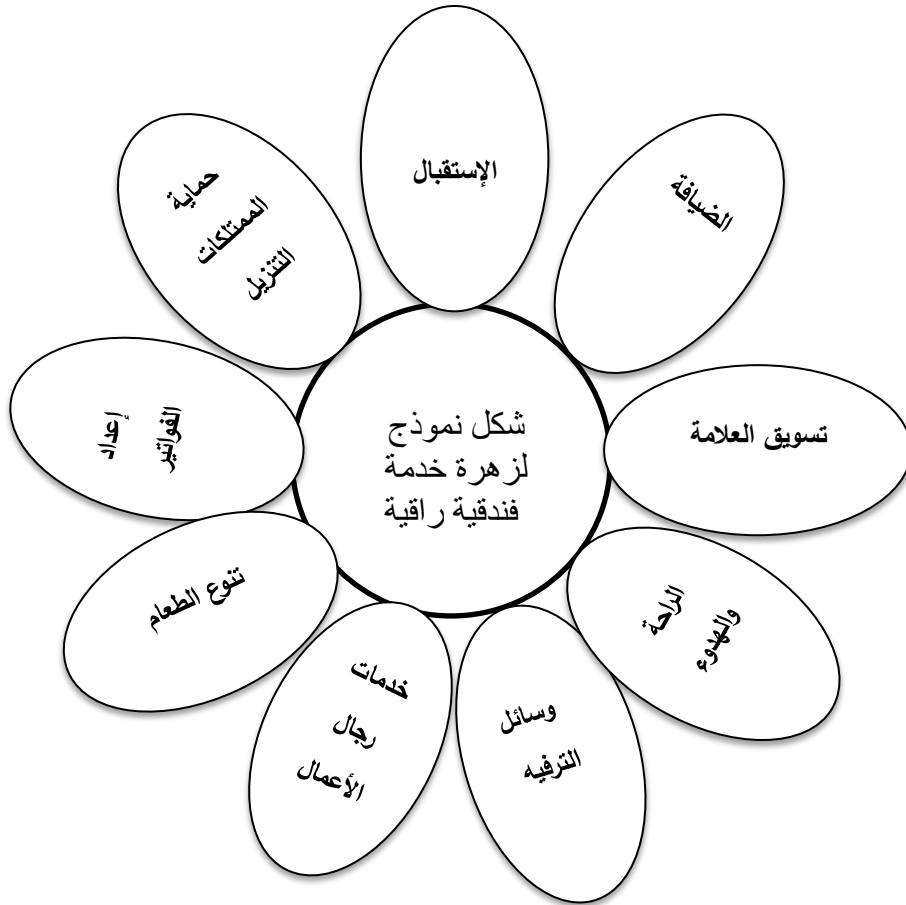 الإستقبال
الضيافة
تسويق العلامة
الراحة
والهدوء
وسائل
الترفيه
خدمات
رجال
الأعمال
تنوع الطعام
إعداد
الفواتير
حماية
الممتلكات
التنزيل
شكل نموذج
لزهرة خدمة
فندقية راقية